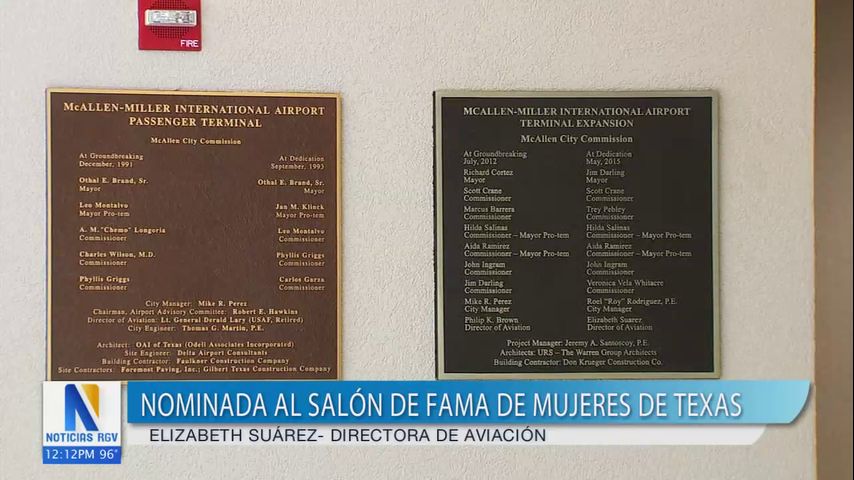 FIRE
McALLEN-MILLER INTERNATIONAL AIRPORT
PASSENGER TERMINAL
McAllen City Commission
At Groundbreaking
December, 1991
At Dedication
September, 1993
Othal E. Brand, Sr.
Mayor
Othal E. Brand, Sr.
Mayor
Leo Montalvo
Mayor Pro-tem
Jan M. Klinck
Mayor Pro-tem
A. M. "Chemo" Longoria
Commissioner
Leo Montalvo
Commissioner
Charles Wilson, M.D.
Commissioner
Phyllis Griggs
Commissioner
Phyllis Griggs
Commissioner
Carlos Garza
Commissioner
City Manager: Mike R. Perez
Chairman, Airport Advisory Committee: Robert E. Hawkins
Director of Aviation: Lt. General Derald Lary (USAF, Retired)
City Engineer: Thomas G. Martin, P.E.
Architect: OAI of Texas (Odell Associates Incorporated)
Site Engineer: Delta Airport Consultants
Building Contractor: Faulkner Construction Company
Site Contractors: Foremost Paving, Inc.; Gilbert Texas Construction Company
MCALLEN-MILLER INTERNATIONAL AIRPORT
TERMINAL EXPANSION
McAllen City Commission
At Groundbreaking
July, 2012
At Dedication
May, 2015
Richard Cortez
Mayor
Jim Darling
Mayor
Scott Crane
Commissioner
Scott Crane
Commissioner
Marcus Barrera
Commissioner
Trey Pebley
Commissioner
Hilda Salinas
Commissioner – Mayor Pro-tem
Hilda Salinas
Commissioner – Mayor Pro-tem
Aida Ramirez
Commissioner – Mayor Pro-tem
Aida Ramirez
Commissioner – Mayor Pro-tem
John Ingram
Commissioner
John Ingram
Commissioner
Jim Darling
Commissioner
Veronica Vela Whitacre
Commissioner
Mike R. Perez
City Manager
Roel "Roy" Rodriguez, P.E.
City Manager
Philip K. Brown
Director of Aviation
Elizabeth Suarez
Director of Aviation
Project Manager: Jeremy A. Santoscoy, P.E.
Architects: URS – The Warren Group Architects
Building Contractor: Don Krueger Construction Co.
NOMINADA AL SALÓN DE FAMA DE MUJERES DE TEXAS
ELIZABETH SUÁREZ- DIRECTORA DE AVIACIÓN
N
NOTICIAS RGV
12:12PM 96°